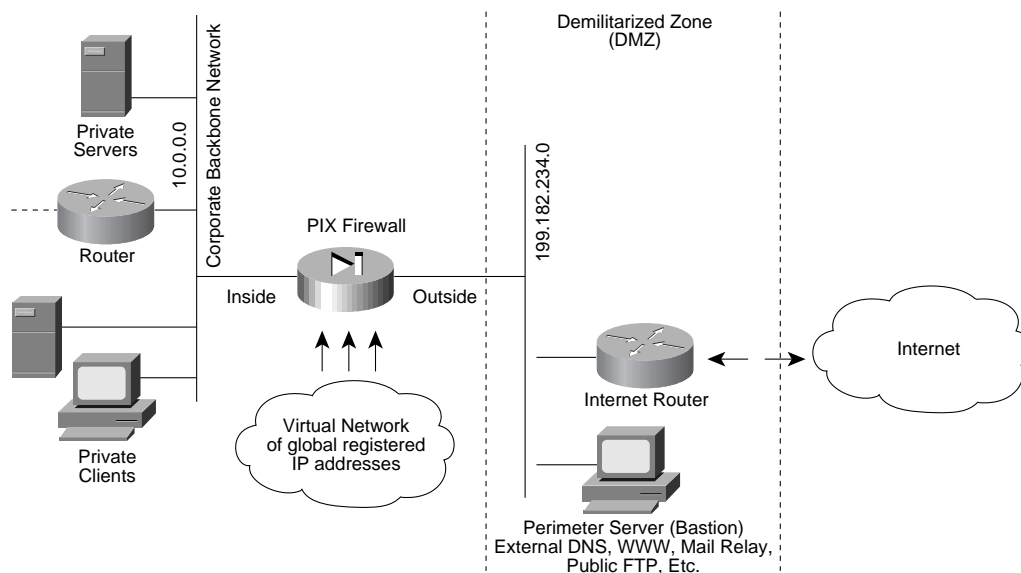 Demilitarized Zone
(DMZ)
Corporate Backbone Network
10.0.0.0
Private
Servers
Router
PIX Firewall
Inside
Outside
199.182.234.0
Internet Router
Internet
Virtual Network
of global registered
IP addresses
Private
Clients
Perimeter Server (Bastion)
External DNS, WWW, Mail Relay,
Public FTP, Etc.